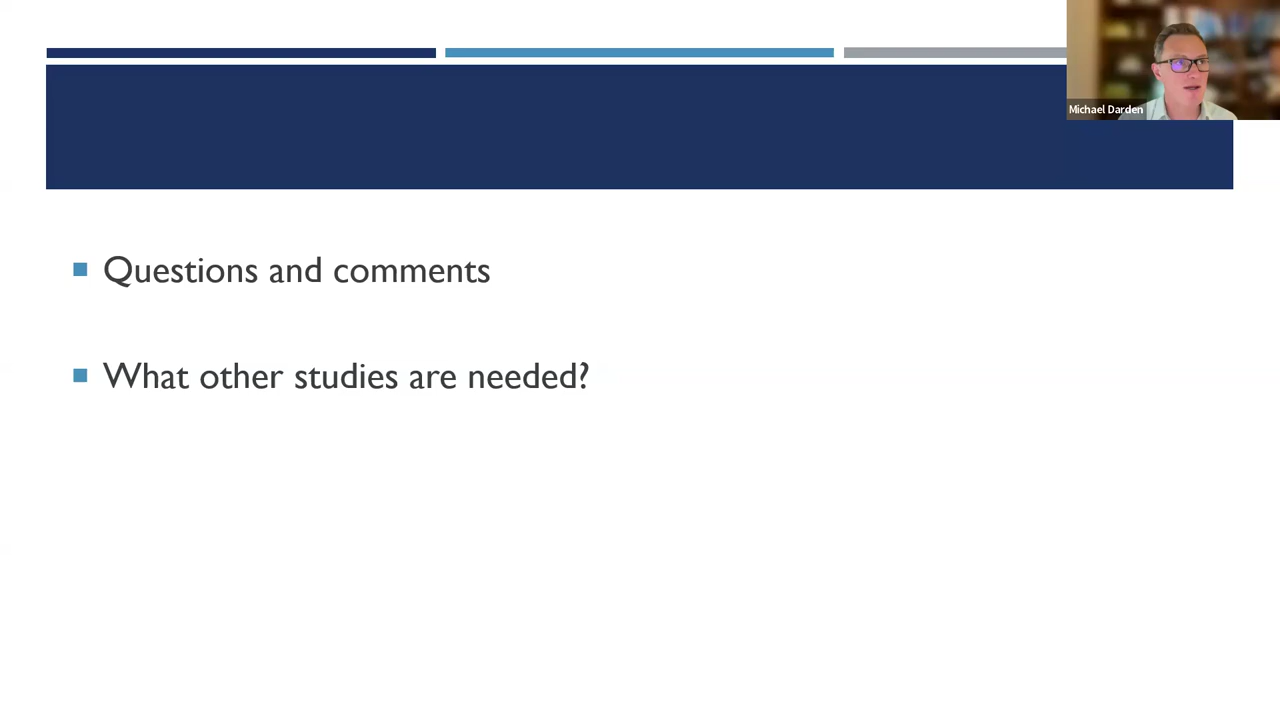 Michael Darden
Questions and comments
What other studies are needed?